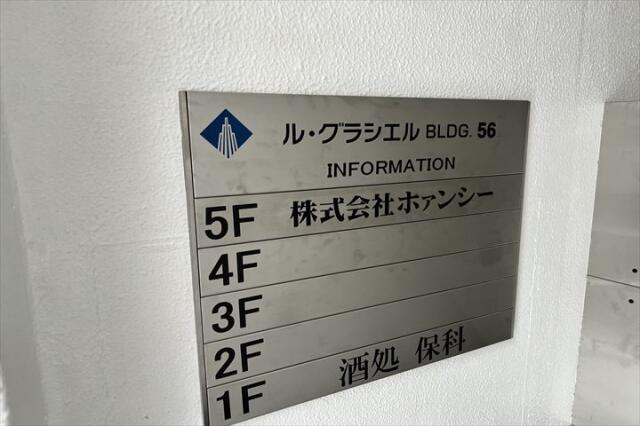 ル・グラシエル BLDG. 56
INFORMATION
5F 株式会社ホァンシー
4F
3F
2F
1F 酒処 保科